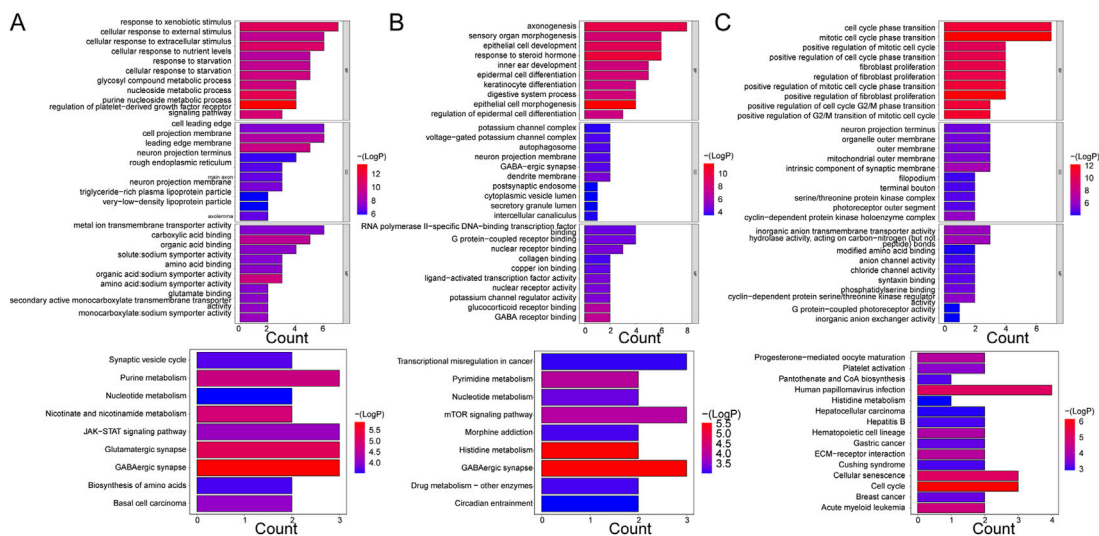 A
response to xenobiotic stimulus
cellular response to external stimulus
cellular response to extracellular stimulus
cellular response to nutrient levels
response to starvation
cellular response to starvation
glycosyl compound metabolic process
nucleoside metabolic process
purine nucleoside metabolic process
regulation of platelet−derived growth factor receptor
signaling pathway
cell leading edge
cell projection membrane
leading edge membrane
neuron projection terminus
rough endoplasmic reticulum
main axon
neuron projection membrane
triglyceride−rich plasma lipoprotein particle
very−low−density lipoprotein particle
axolemma
metal ion transmembrane transporter activity
carboxylic acid binding
organic acid binding
solute:sodium symporter activity
amino acid binding
organic acid:sodium symporter activity
amino acid:sodium symporter activity
glutamate binding
secondary active monocarboxylate transmembrane transporter
activity
monocarboxylate:sodium symporter activity
0 1 2 3 4 5 6 7
Count
−(LogP)
12
10
8
6
B
axonogenesis
sensory organ morphogenesis
epithelial cell development
response to steroid hormone
inner ear development
epidermal cell differentiation
keratinocyte differentiation
digestive system process
epithelial cell morphogenesis
regulation of epidermal cell differentiation
potassium channel complex
voltage−gated potassium channel complex
autophagosome
neuron projection membrane
GABA−ergic synapse
dendrite membrane
postsynaptic endosome
cytoplasmic vesicle lumen
secretory granule lumen
intercellular canaliculus
RNA polymerase II−specific DNA−binding transcription factor
binding
G protein−coupled receptor binding
nuclear receptor binding
collagen binding
copper ion binding
ligand−activated transcription factor activity
nuclear receptor activity
potassium channel regulator activity
glucocorticoid receptor binding
GABA receptor binding
0 2 4 6 8
Count
−(LogP)
10
8
6
4
C
cell cycle phase transition
mitotic cell cycle phase transition
positive regulation of mitotic cell cycle
positive regulation of cell cycle phase transition
fibroblast proliferation
regulation of fibroblast proliferation
positive regulation of mitotic cell cycle phase transition
positive regulation of fibroblast proliferation
positive regulation of cell cycle G2/M phase transition
positive regulation of G2/M transition of mitotic cell cycle
neuron projection terminus
organelle outer membrane
outer membrane
mitochondrial outer membrane
intrinsic component of synaptic membrane
filopodium
terminal bouton
serine/threonine protein kinase complex
photoreceptor outer segment
cyclin−dependent protein kinase holoenzyme complex
inorganic anion transmembrane transporter activity
hydrolase activity, acting on carbon−nitrogen (but not
peptide) bonds
modified amino acid binding
anion channel activity
chloride channel activity
syntaxin binding
phosphatidylserine binding
cyclin−dependent protein serine/threonine kinase regulator
activity
G protein−coupled photoreceptor activity
inorganic anion exchanger activity
0 2 4 6
Count
−(LogP)
12
10
8
6
4
Synaptic vesicle cycle
Purine metabolism
Nucleotide metabolism
Nicotinate and nicotinamide metabolism
JAK−STAT signaling pathway
Glutamatergic synapse
GABAergic synapse
Biosynthesis of amino acids
Basal cell carcinoma
0 1 2 3
Count
−(LogP)
5.5
5.0
4.5
4.0
Transcriptional misregulation in cancer
Pyrimidine metabolism
Nucleotide metabolism
mTOR signaling pathway
Morphine addiction
Histidine metabolism
GABAergic synapse
Drug metabolism − other enzymes
Circadian entrainment
0 1 2 3
Count
−(LogP)
5.5
5.0
4.5
4.0
3.5
Progesterone−mediated oocyte maturation
Platelet activation
Pantothenate and CoA biosynthesis
Human papillomavirus infection
Histidine metabolism
Hepatocellular carcinoma
Hepatitis B
Hematopoietic cell lineage
Gastric cancer
ECM−receptor interaction
Cushing syndrome
Cellular senescence
Cell cycle
Breast cancer
Acute myeloid leukemia
0 1 2 3 4
Count
−(LogP)
6
5
4
3